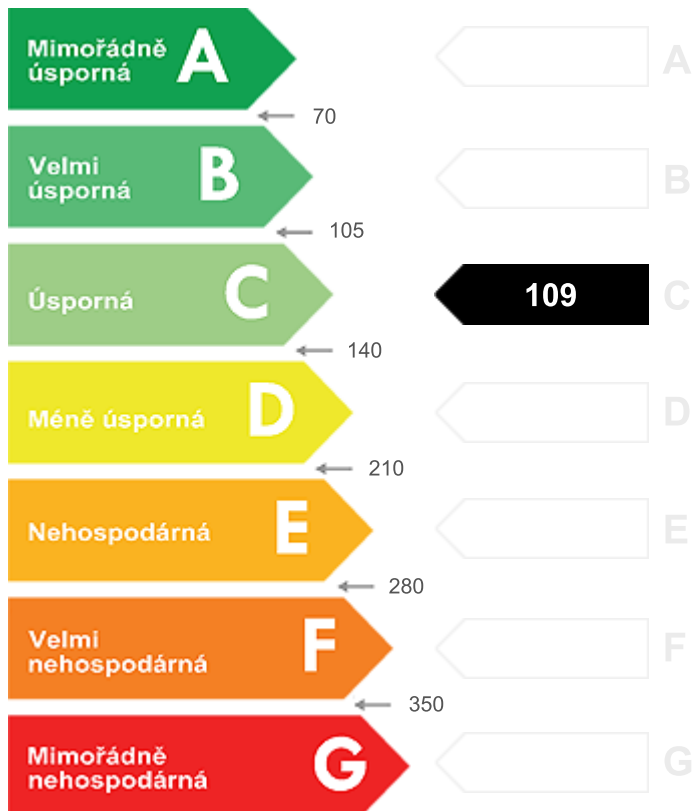 Mimořádně
úsporná
A
A
70
Velmi
úsporná
B
B
105
Úsporná
C
109
C
140
Méně úsporná
D
D
210
Nehospodárná
E
E
280
Velmi
nehospodárná
F
F
350
Mimořádně
nehospodárná
G
G